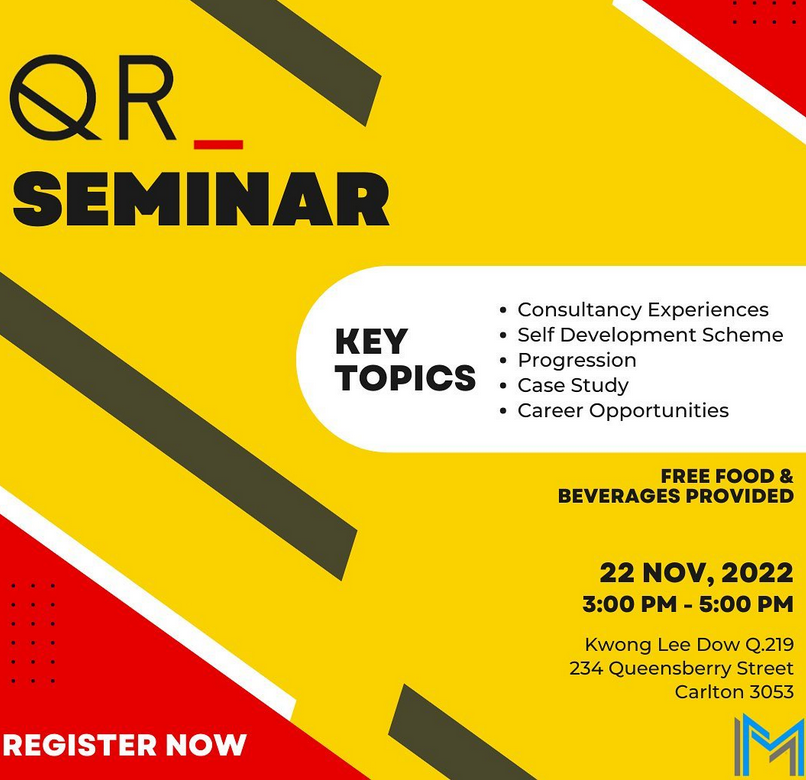 QR_
SEMINAR
KEY
TOPICS
• Consultancy Experiences
• Self Development Scheme
• Progression
• Case Study
• Career Opportunities
FREE FOOD &
BEVERAGES PROVIDED
22 NOV, 2022
3:00 PM - 5:00 PM
Kwong Lee Dow Q.219
234 Queensberry Street
Carlton 3053
REGISTER NOW
M